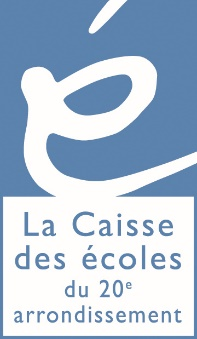 é
La Caisse
des écoles
du 20e
arrondissement